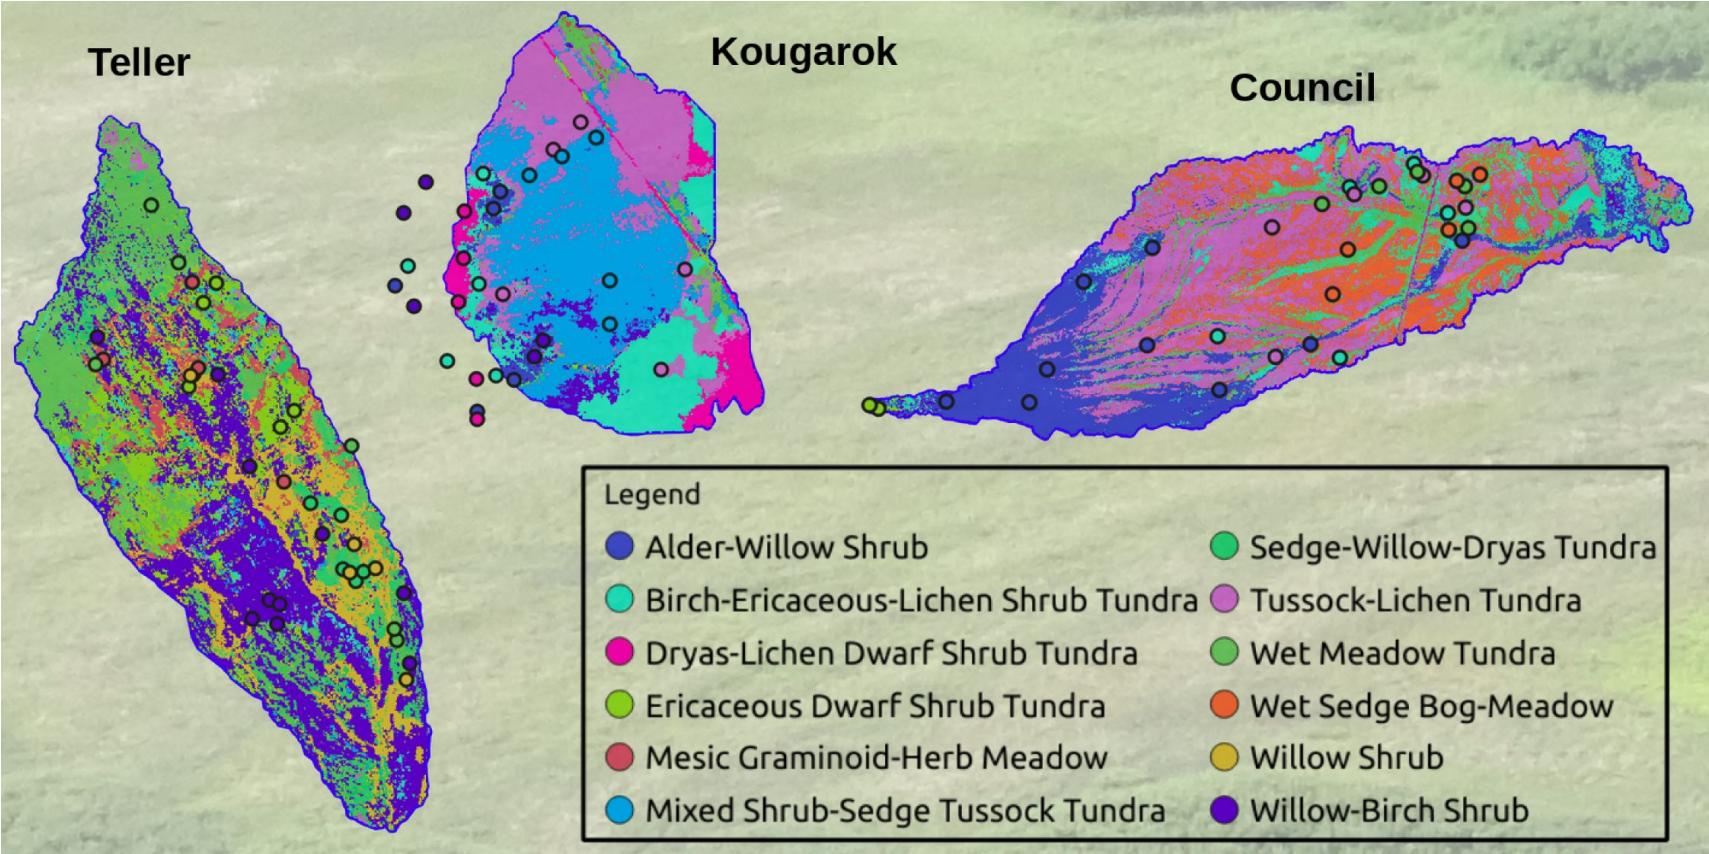 Teller
Kougarok
Council
Legend
Alder-Willow Shrub
Birch-Ericaceous-Lichen Shrub Tundra
Dryas-Lichen Dwarf Shrub Tundra
Ericaceous Dwarf Shrub Tundra
Mesic Graminoid-Herb Meadow
Mixed Shrub-Sedge Tussock Tundra
Sedge-Willow-Dryas Tundra
Tussock-Lichen Tundra
Wet Meadow Tundra
Wet Sedge Bog-Meadow
Willow Shrub
Willow-Birch Shrub